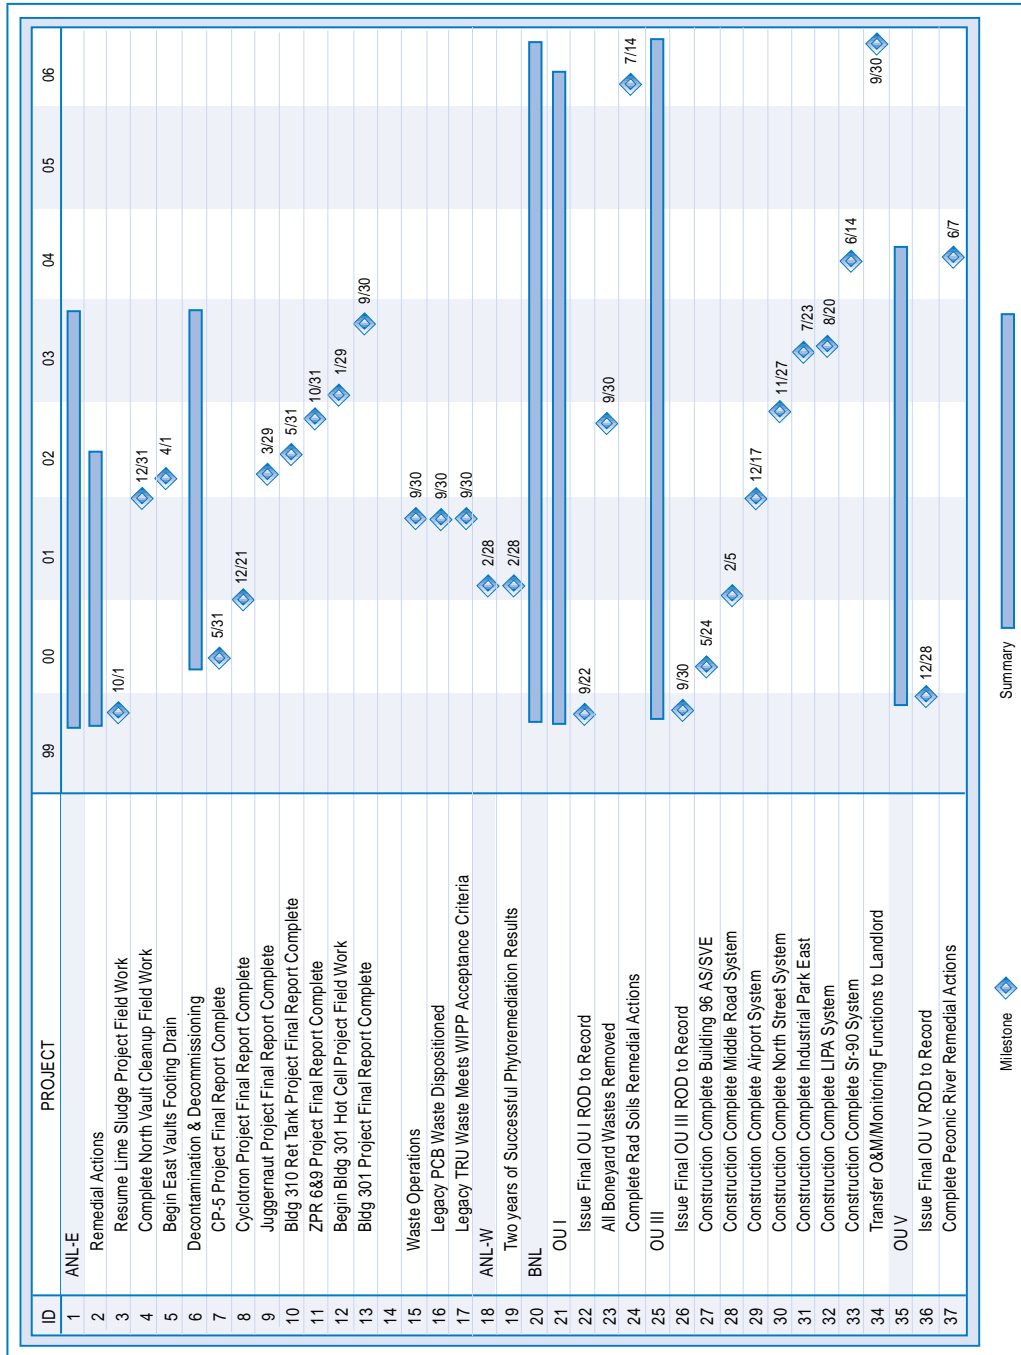 ID PROJECT 99 00 01 02 03 04 05 06
1 ANL-E
2 Remedial Actions
3 Resume Lime Sludge Project Field Work 10/1
4 Complete North Vault Cleanup Field Work 12/31
5 Begin East Vaults Footing Drain 4/1
6 Decontamination & Decommissioning
7 CP-5 Project Final Report Complete 5/31
8 Cyclotron Project Final Report Complete 12/21
9 Juggernaut Project Final Report Complete 3/29
10 Bldg 310 Ret Tank Project Final Report Complete 5/31
11 ZPR 6&9 Project Final Report Complete 10/31
12 Begin Bldg 301 Hot Cell Project Field Work 1/29
13 Bldg 301 Project Final Report Complete 9/30
14
15 Waste Operations 9/30
16 Legacy PCB Waste Dispositioned 9/30
17 Legacy TRU Waste Meets WIPP Acceptance Criteria 9/30
18 ANL-W 2/28
19 Two years of Successful Phytoremediation Results 2/28
20 BNL
21 OU I
22 Issue Final OU I ROD to Record 9/22
23 All Boneyard Wastes Removed 9/30
24 Complete Rad Soils Remedial Actions 7/14
25 OU III
26 Issue Final OU III ROD to Record 9/30
27 Construction Complete Building 96 AS/SVE 5/24
28 Construction Complete Middle Road System 2/5
29 Construction Complete Airport System 12/17
30 Construction Complete North Street System 11/27
31 Construction Complete Industrial Park East 7/23
32 Construction Complete LIPA System 8/20
33 Construction Complete Sr-90 System 6/14
34 Transfer O&M/Monitoring Functions to Landlord 9/30
35 OU V
36 Issue Final OU V ROD to Record 12/28
37 Complete Peconic River Remedial Actions 6/7
Milestone Summary